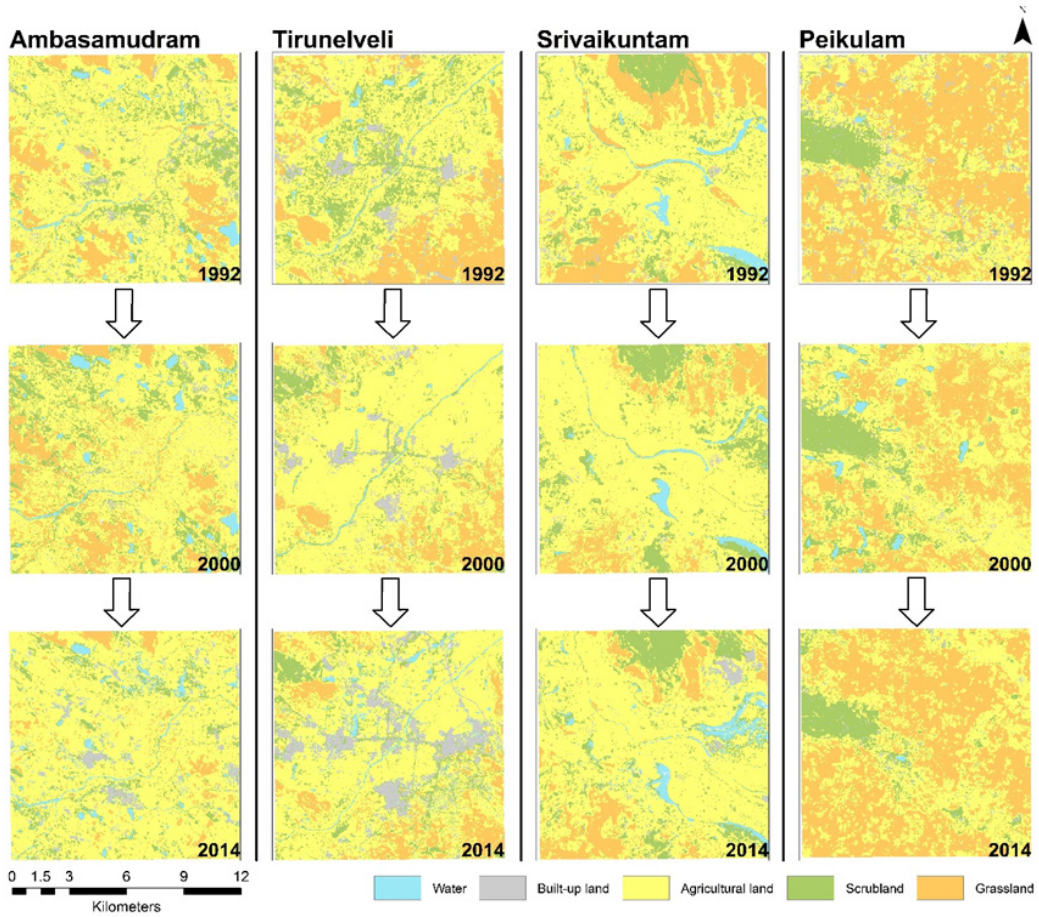 N
Ambasamudram
Tirunelveli
Srivaikuntam
Peikulam
1992
1992
1992
1992
2000
2000
2000
2000
2014
2014
2014
2014
0 1.5 3 6 9 12
Kilometers
Water
Built-up land
Agricultural land
Scrubland
Grassland